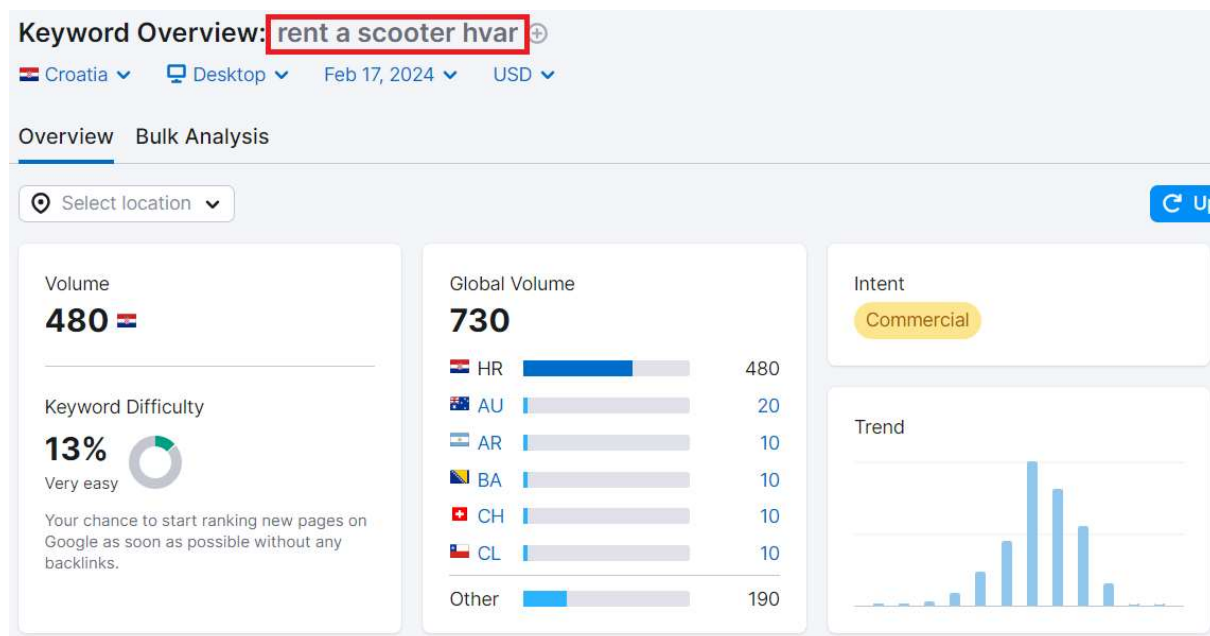 Keyword Overview: rent a scooter hvar
Croatia Desktop Feb 17, 2024 USD
Overview Bulk Analysis
Select location
Volume
480
Keyword Difficulty
13%
Very easy
Your chance to start ranking new pages on
Google as soon as possible without any
backlinks.
Global Volume
730
HR 480
AU 20
AR 10
BA 10
CH 10
CL 10
Other 190
Intent
Commercial
Trend